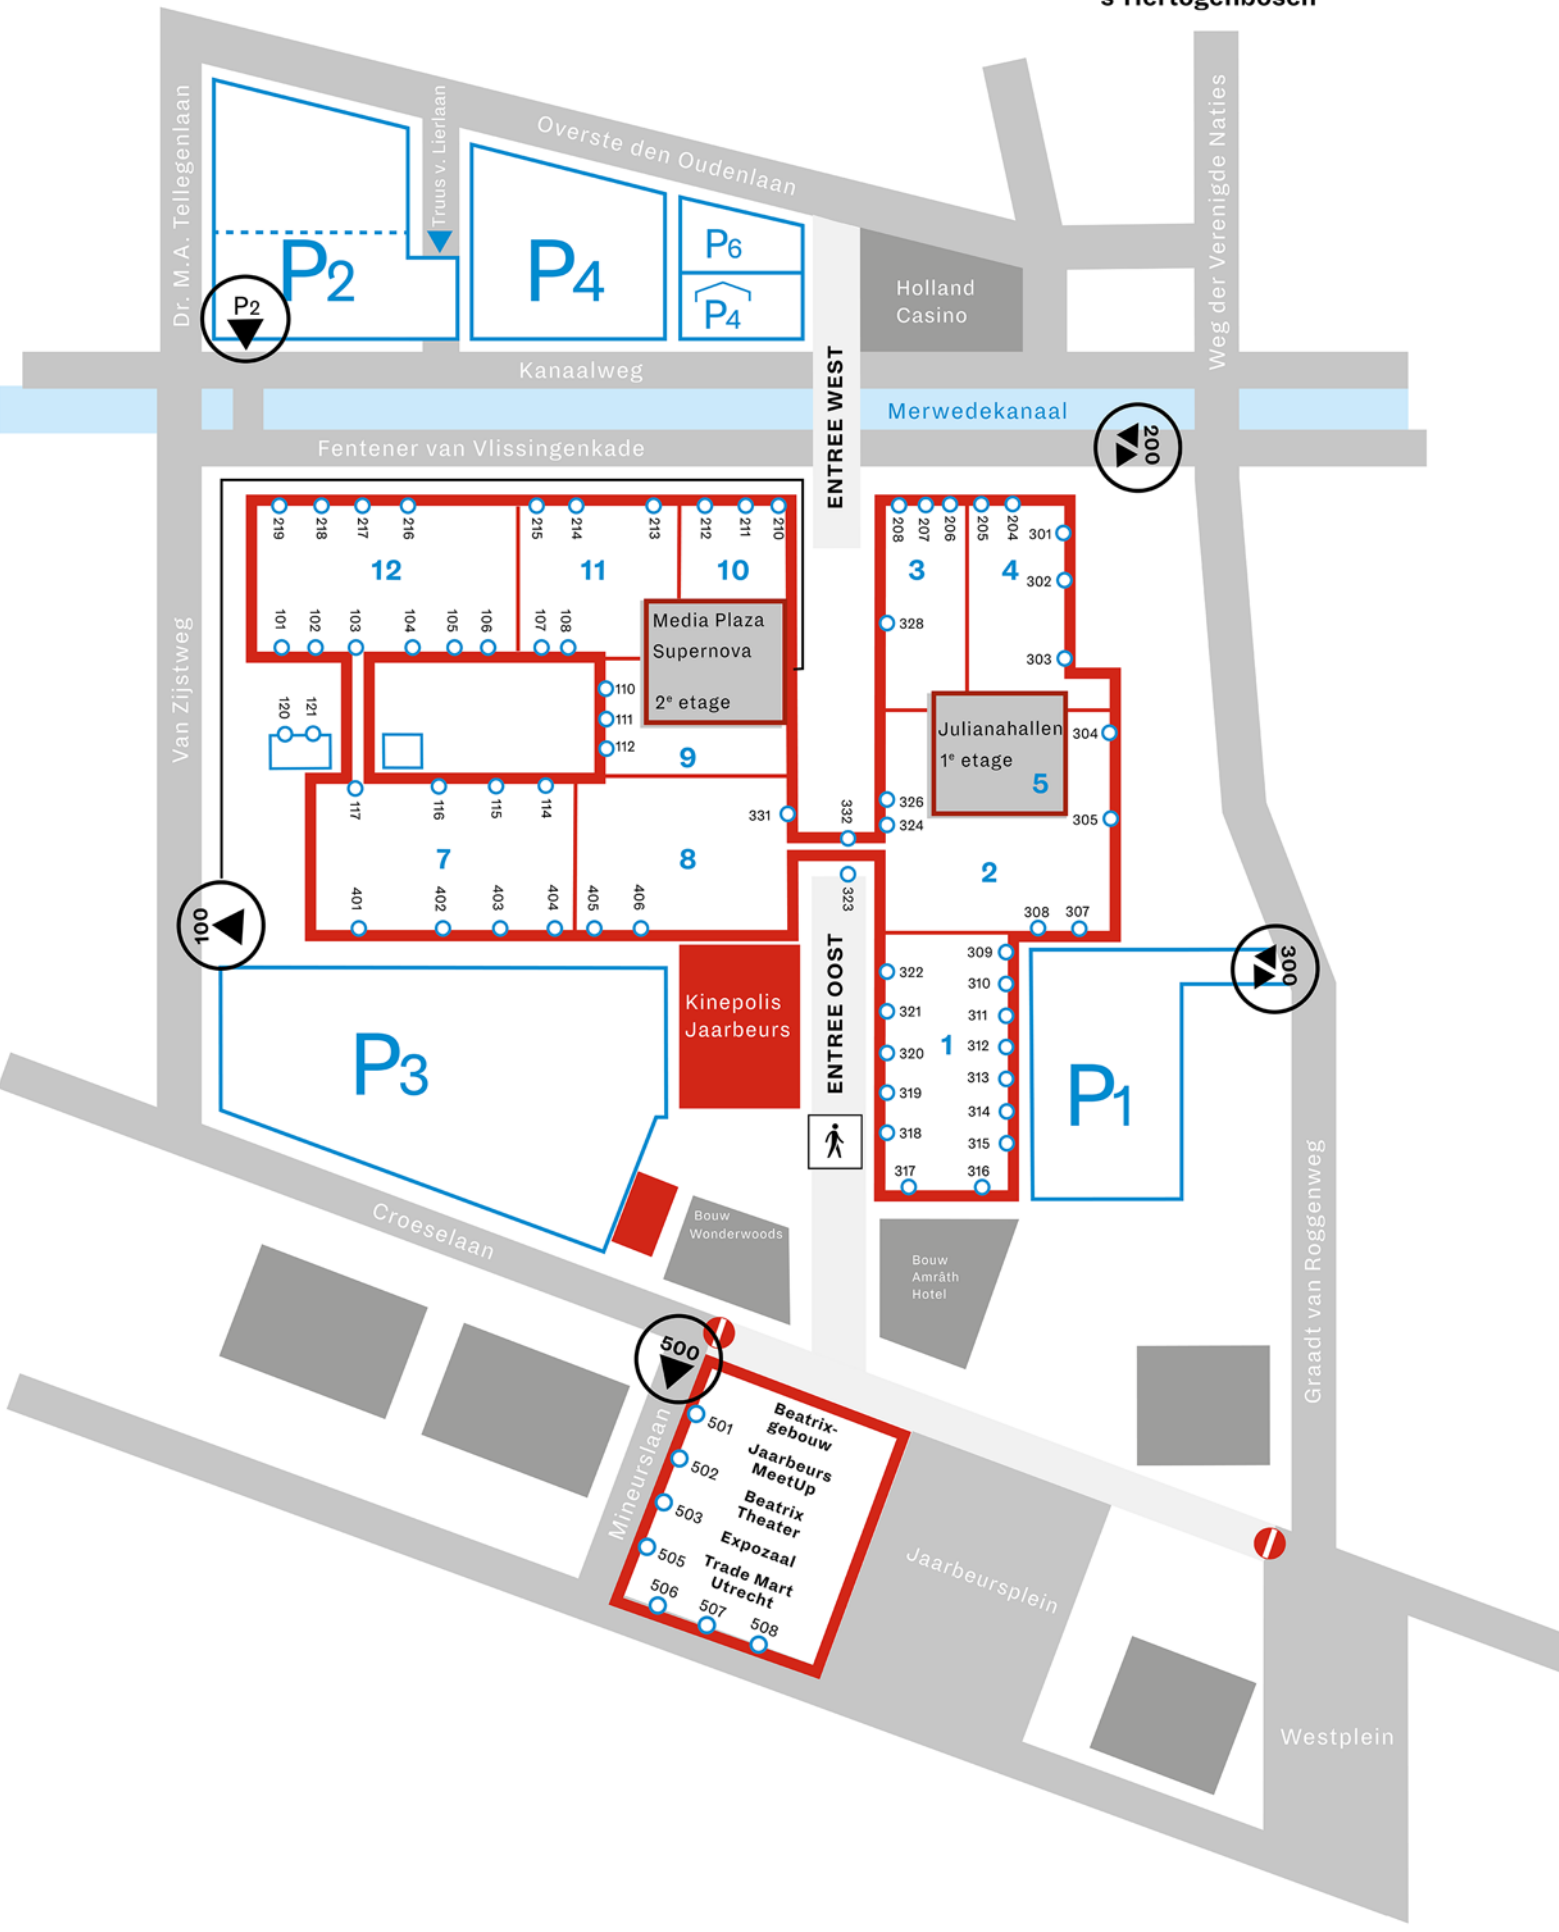 Dr. M.A. Tellegenlaan
Truus v. Lierlaan
Overste den Oudenlaan
Weg der Verenigde Naties
P2
P2
P4
P6
P4
Holland
Casino
Kanaalweg
ENTREE WEST
Merwedekanaal
Fentener van Vlissingenkade
200
219
218
217
216
215
214
213
212
211
210
208
207
206
205
204
301
12
11
10
3
4
302
101
102
103
104
105
106
107
108
Media Plaza
Supernova
2e etage
328
303
110
111
112
120
121
9
Julianahallen
1e etage
5
304
305
Van Zijstweg
117
116
115
114
331
332
326
324
7
8
2
323
401
402
403
404
405
406
308
307
100
300
309
310
311
312
313
314
315
316
317
322
321
320
319
318
1
Kinepolis
Jaarbeurs
ENTREE OOST
P3
P1
Croeselaan
Bouw
Wonderwoods
Bouw
Amrâth
Hotel
Graadt van Roggenweg
500
Mineurslaan
501
502
503
505
506
507
508
Beatrix-
gebouw
Jaarbeurs
MeetUp
Beatrix
Theater
Expozaal
Trade Mart
Utrecht
Jaarbeursplein
Westplein